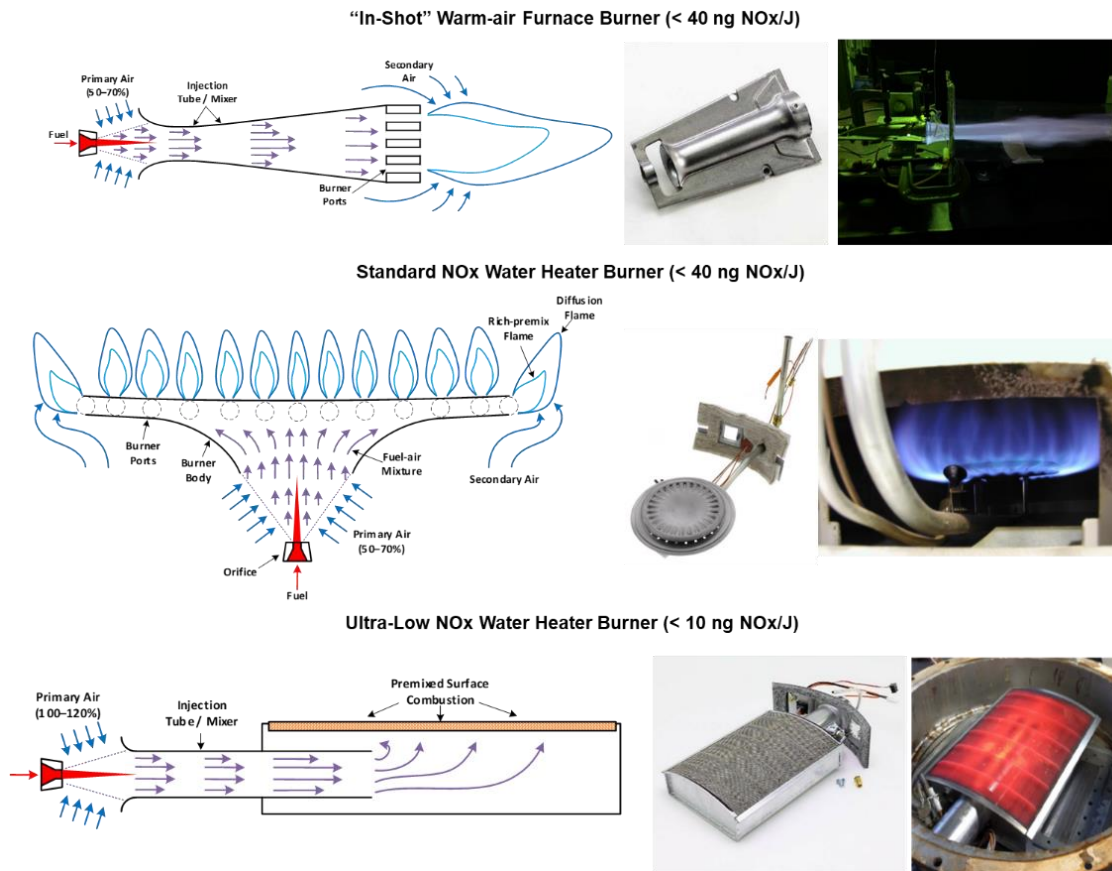 “In-Shot” Warm-air Furnace Burner (< 40 ng NOx/J)
Primary Air
(50–70%)
Injection
Tube / Mixer
Secondary
Air
Fuel
Burner
Ports
Standard NOx Water Heater Burner (< 40 ng NOx/J)
Diffusion
Flame
Rich-premix
Flame
Burner
Ports
Burner
Body
Fuel-air
Mixture
Secondary Air
Primary Air
(50–70%)
Orifice
Fuel
Ultra-Low NOx Water Heater Burner (< 10 ng NOx/J)
Primary Air
(100–120%)
Injection
Tube / Mixer
Premixed Surface
Combustion